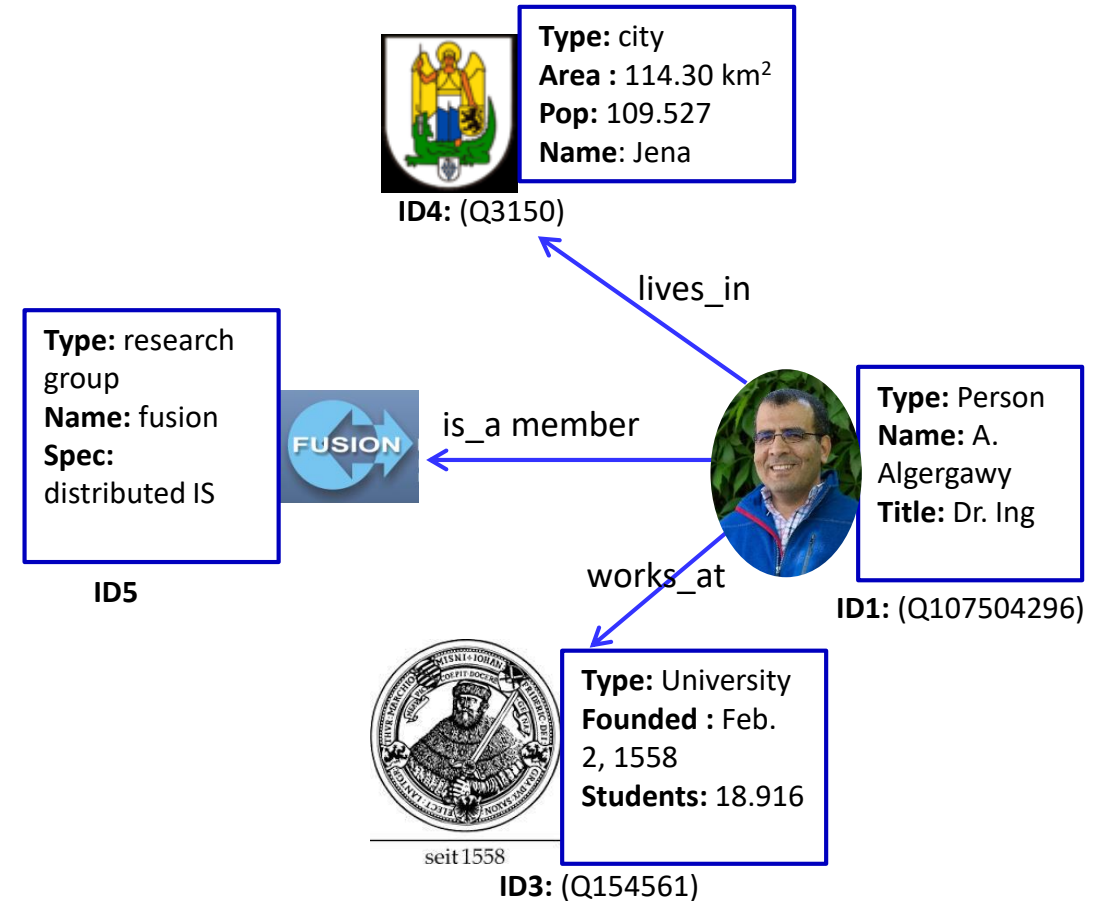 Type: city
Area : 114.30 km²
Pop: 109.527
Name: Jena
ID4: (Q3150)
lives_in
Type: research
group
Name: fusion
Spec:
distributed IS
FUSION
ID5
is_a member
Type: Person
Name: A.
Algergawy
Title: Dr. Ing
ID1: (Q107504296)
works_at
Type: University
Founded : Feb.
2, 1558
Students: 18.916
seit 1558
ID3: (Q154561)